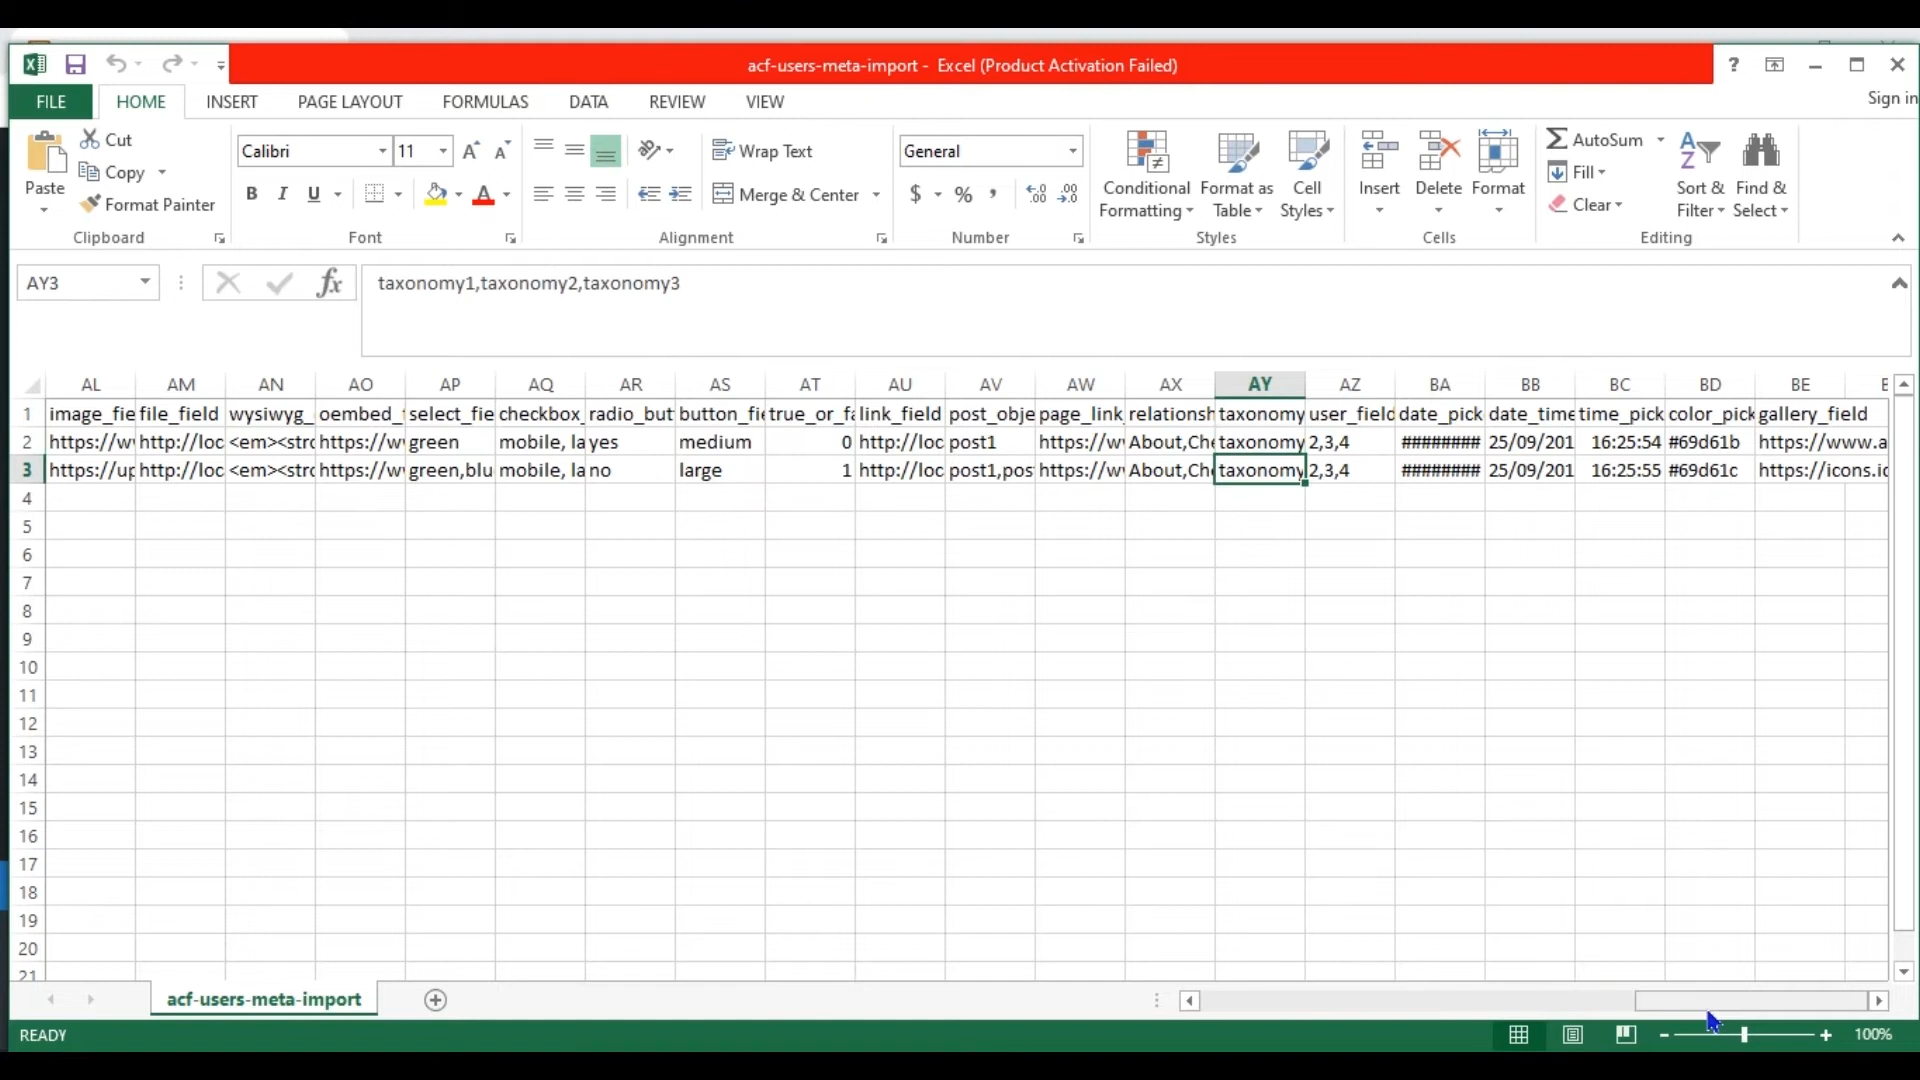 acf-users-meta-import - Excel (Product Activation Failed)
?
FILE HOME INSERT PAGE LAYOUT FORMULAS DATA REVIEW VIEW
Sign in
Paste
Cut
Copy
Format Painter
Clipboard
Calibri 11
B I U
Font
Wrap Text
Merge & Center
Alignment
General
$ % ,
Number
Conditional Formatting
Format as Table
Cell Styles
Styles
Insert
Delete
Format
Cells
AutoSum
Fill
Clear
Sort & Filter
Find & Select
Editing
AY3 fx taxonomy1,taxonomy2,taxonomy3
AL AM AN AO AP AQ AR AS AT AU AV AW AX AY AZ BA BB BC BD BE
1 image_fie file_field wysiwyg_ oembed_ select_fie checkbox_ radio_but button_fi true_or_fa link_field post_obje page_link_ relationsh taxonomy user_field date_pick date_time time_pick color_pick gallery_field
2 https://w http://loc <em><stro https://w green mobile, la yes medium 0 http://loc post1 https://w About,Che taxonomy 2,3,4 ######## 25/09/201 16:25:54 #69d61b https://www.a
3 https://up http://loc <em><stro https://w green,blu mobile, la no large 1 http://loc post1,pos https://w About,Che taxonomy 2,3,4 ######## 25/09/201 16:25:55 #69d61c https://icons.ic
4
5
6
7
8
9
10
11
12
13
14
15
16
17
18
19
20
21
acf-users-meta-import
READY
100%